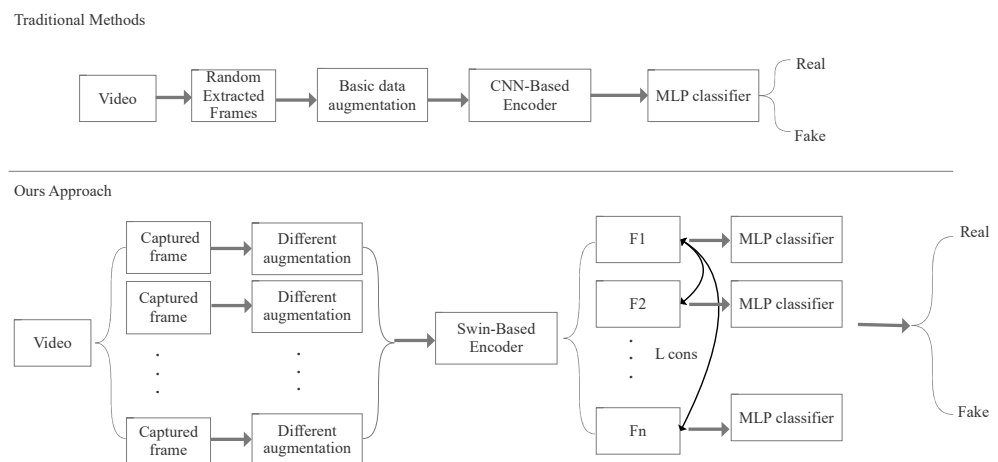 Traditional Methods
Video
Random
Extracted
Frames
Basic data
augmentation
CNN-Based
Encoder
MLP classifier
Real
Fake
Ours Approach
Video
Captured
frame
Different
augmentation
Captured
frame
Different
augmentation
Captured
frame
Different
augmentation
Swin-Based
Encoder
F1
MLP classifier
F2
MLP classifier
L cons
Fn
MLP classifier
Real
Fake